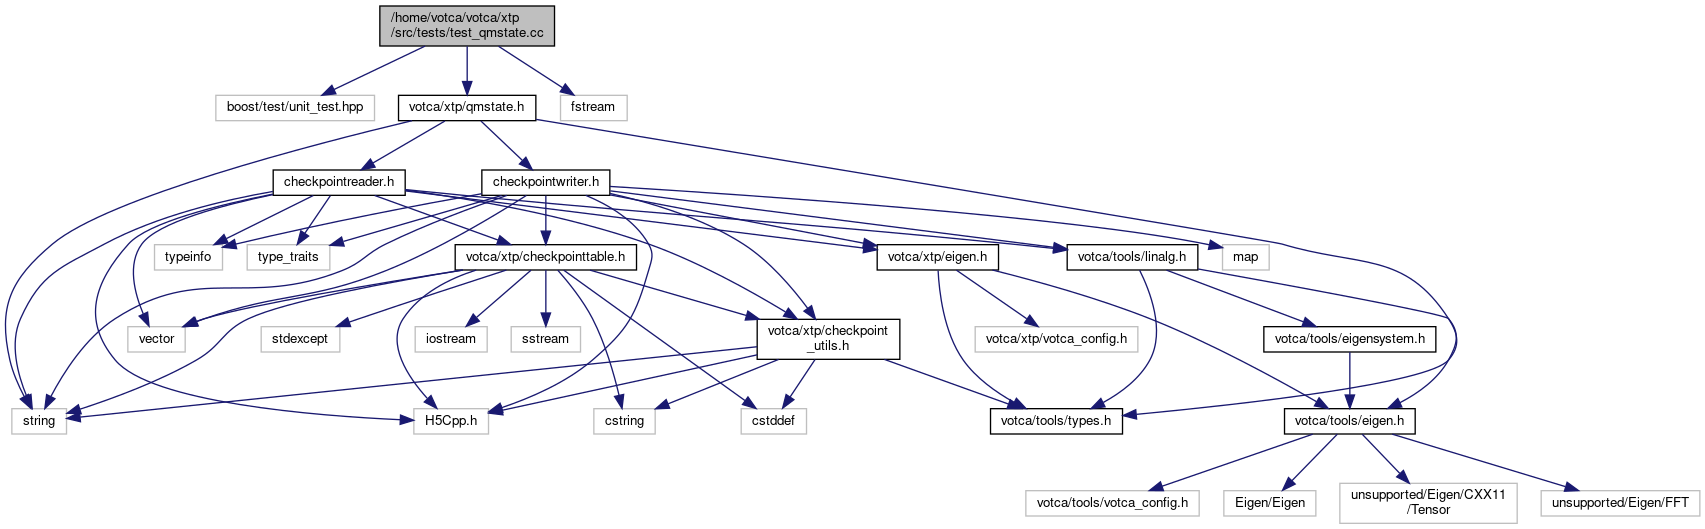 /home/votca/votca/xtp
/src/tests/test_qmstate.cc
boost/test/unit_test.hpp
votca/xtp/qmstate.h
fstream
checkpointreader.h
checkpointwriter.h
typeinfo
type_traits
votca/xtp/checkpointtable.h
votca/xtp/eigen.h
votca/tools/linalg.h
map
vector
stdexcept
iostream
sstream
votca/xtp/checkpoint
_utils.h
votca/xtp/votca_config.h
votca/tools/eigensystem.h
string
H5Cpp.h
cstring
cstddef
votca/tools/types.h
votca/tools/eigen.h
votca/tools/votca_config.h
Eigen/Eigen
unsupported/Eigen/CXX11
/Tensor
unsupported/Eigen/FFT